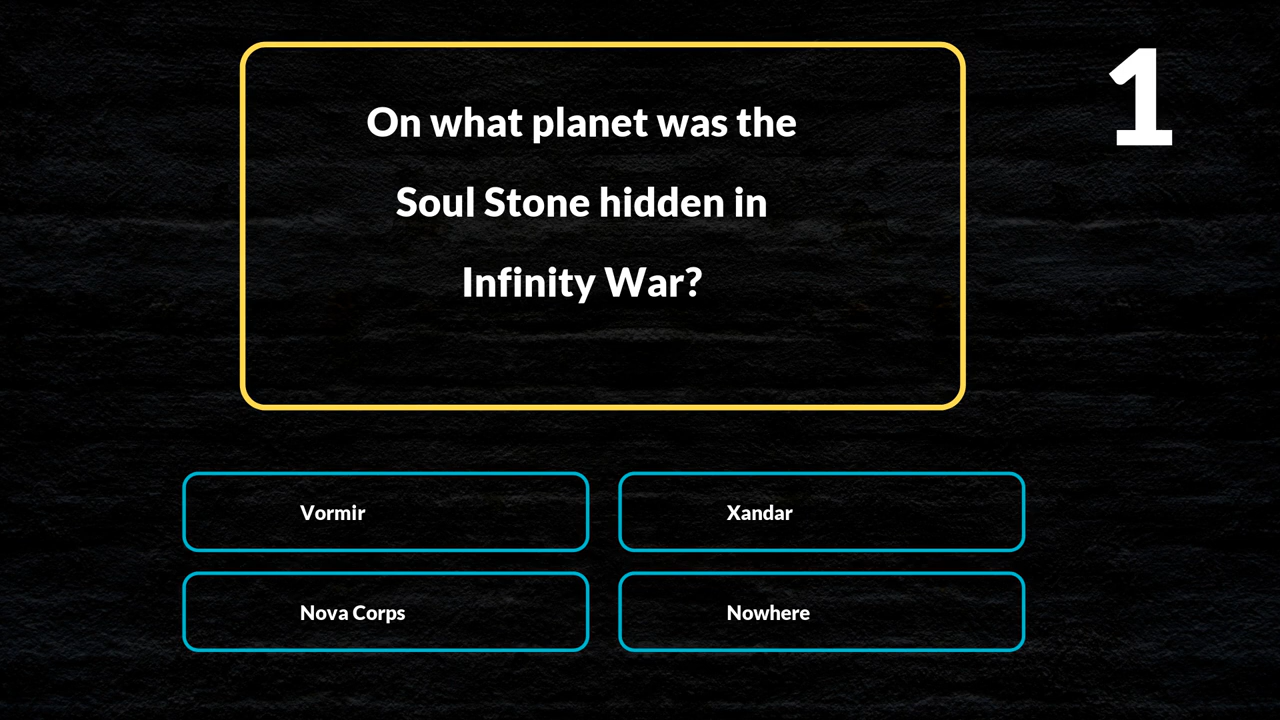 1
On what planet was the
Soul Stone hidden in
Infinity War?
Vormir
Xandar
Nova Corps
Nowhere